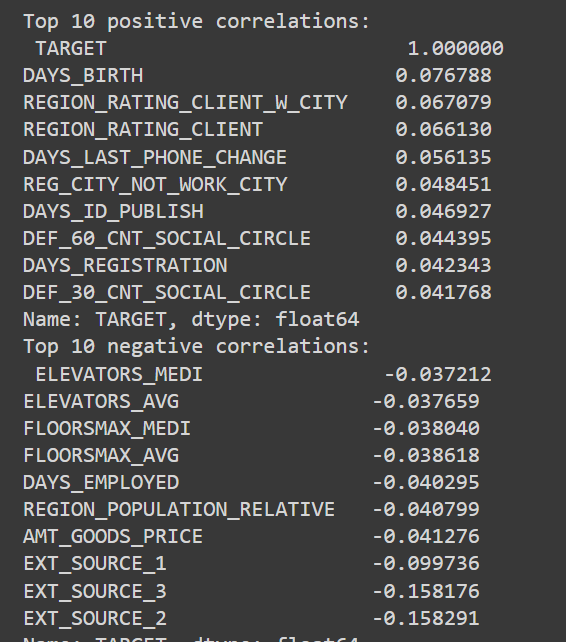 Top 10 positive correlations:
TARGET 1.000000
DAYS_BIRTH 0.076788
REGION_RATING_CLIENT_W_CITY 0.067079
REGION_RATING_CLIENT 0.066130
DAYS_LAST_PHONE_CHANGE 0.056135
REG_CITY_NOT_WORK_CITY 0.048451
DAYS_ID_PUBLISH 0.046927
DEF_60_CNT_SOCIAL_CIRCLE 0.044395
DAYS_REGISTRATION 0.042343
DEF_30_CNT_SOCIAL_CIRCLE 0.041768
Name: TARGET, dtype: float64
Top 10 negative correlations:
ELEVATORS_MEDI -0.037212
ELEVATORS_AVG -0.037659
FLOORSMAX_MEDI -0.038040
FLOORSMAX_AVG -0.038618
DAYS_EMPLOYED -0.040295
REGION_POPULATION_RELATIVE -0.040799
AMT_GOODS_PRICE -0.041276
EXT_SOURCE_1 -0.099736
EXT_SOURCE_3 -0.158176
EXT_SOURCE_2 -0.158291
Name: TARGET, dtype: float64